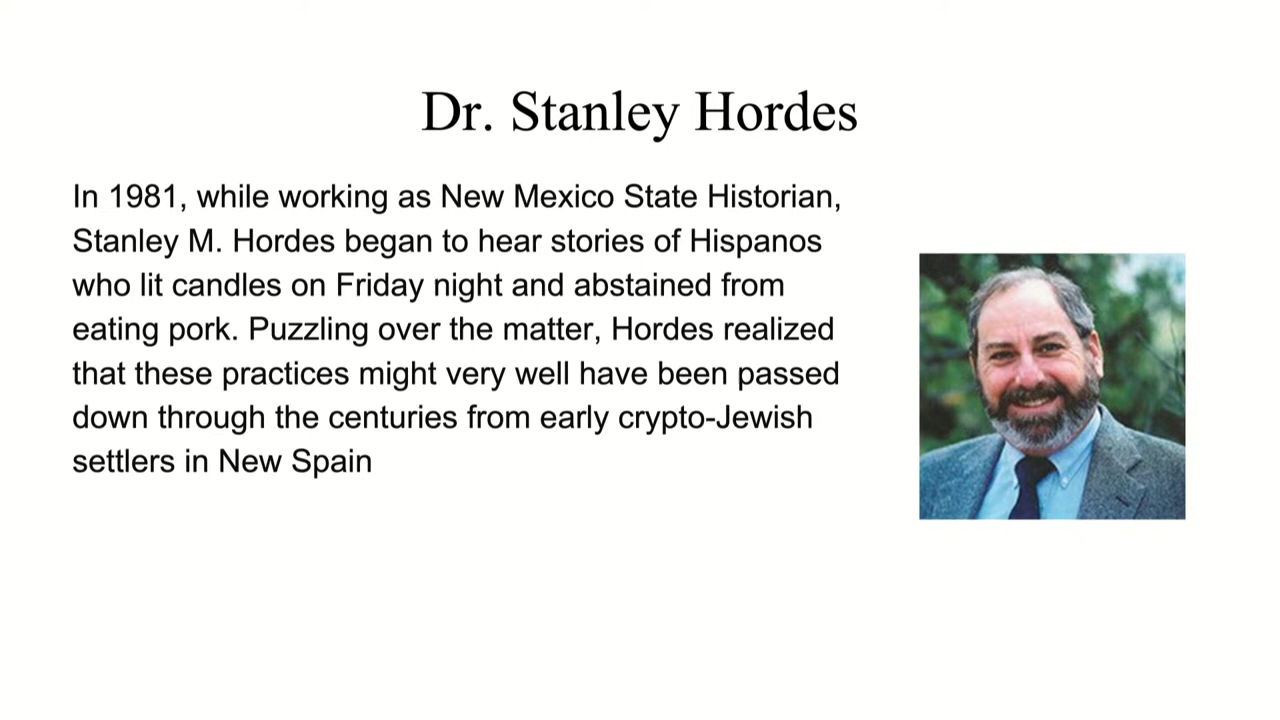 Dr. Stanley Hordes
In 1981, while working as New Mexico State Historian,
Stanley M. Hordes began to hear stories of Hispanos
who lit candles on Friday night and abstained from
eating pork. Puzzling over the matter, Hordes realized
that these practices might very well have been passed
down through the centuries from early crypto-Jewish
settlers in New Spain